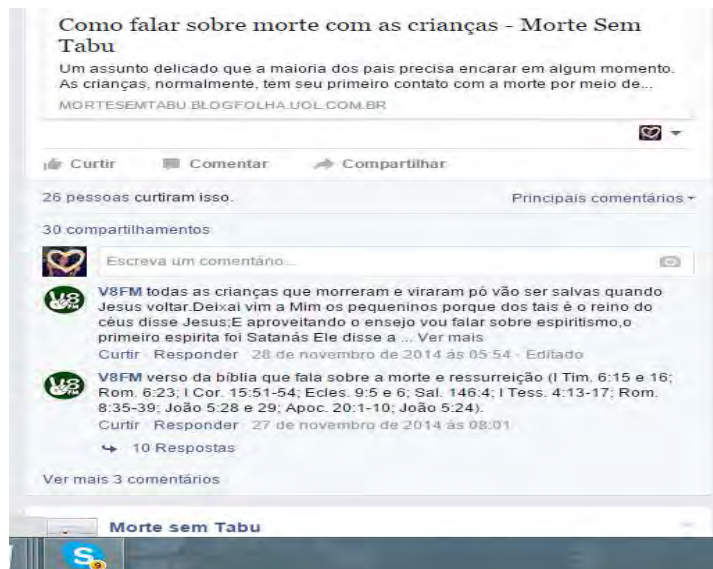 Como falar sobre morte com as crianças - Morte Sem
Tabu
Um assunto delicado que a maioria dos pais precisa encarar em algum momento.
As crianças, normalmente, tem seu primeiro contato com a morte por meio de...
MORTESEMTABU.BLOGFOLHA.UOL.COM.BR
Curtir Comentar Compartilhar
26 pessoas curtiram isso. Principais comentários
30 compartilhamentos
Escreva um comentário...
V8FM todas as crianças que morreram e viraram pó vão ser salvas quando
Jesus voltar.Deixai vim a Mim os pequeninos porque dos tais é o reino do
céus disse Jesus;E aproveitando o ensejo vou falar sobre espiritismo,o
primeiro espirita foi Satanás Ele disse a ... Ver mais
Curtir · Responder · 28 de novembro de 2014 às 05:54 · Editado
V8FM verso da bíblia que fala sobre a morte e ressurreição (I Tim. 6:15 e 16;
Rom. 6:23; I Cor. 15:51-54; Ecles. 9:5 e 6; Sal. 146:4; I Tess. 4:13-17; Rom.
8:35-39; João 5:28 e 29; Apoc. 20:1-10; João 5:24).
Curtir · Responder · 27 de novembro de 2014 às 08:01
10 Respostas
Ver mais 3 comentários
Morte sem Tabu